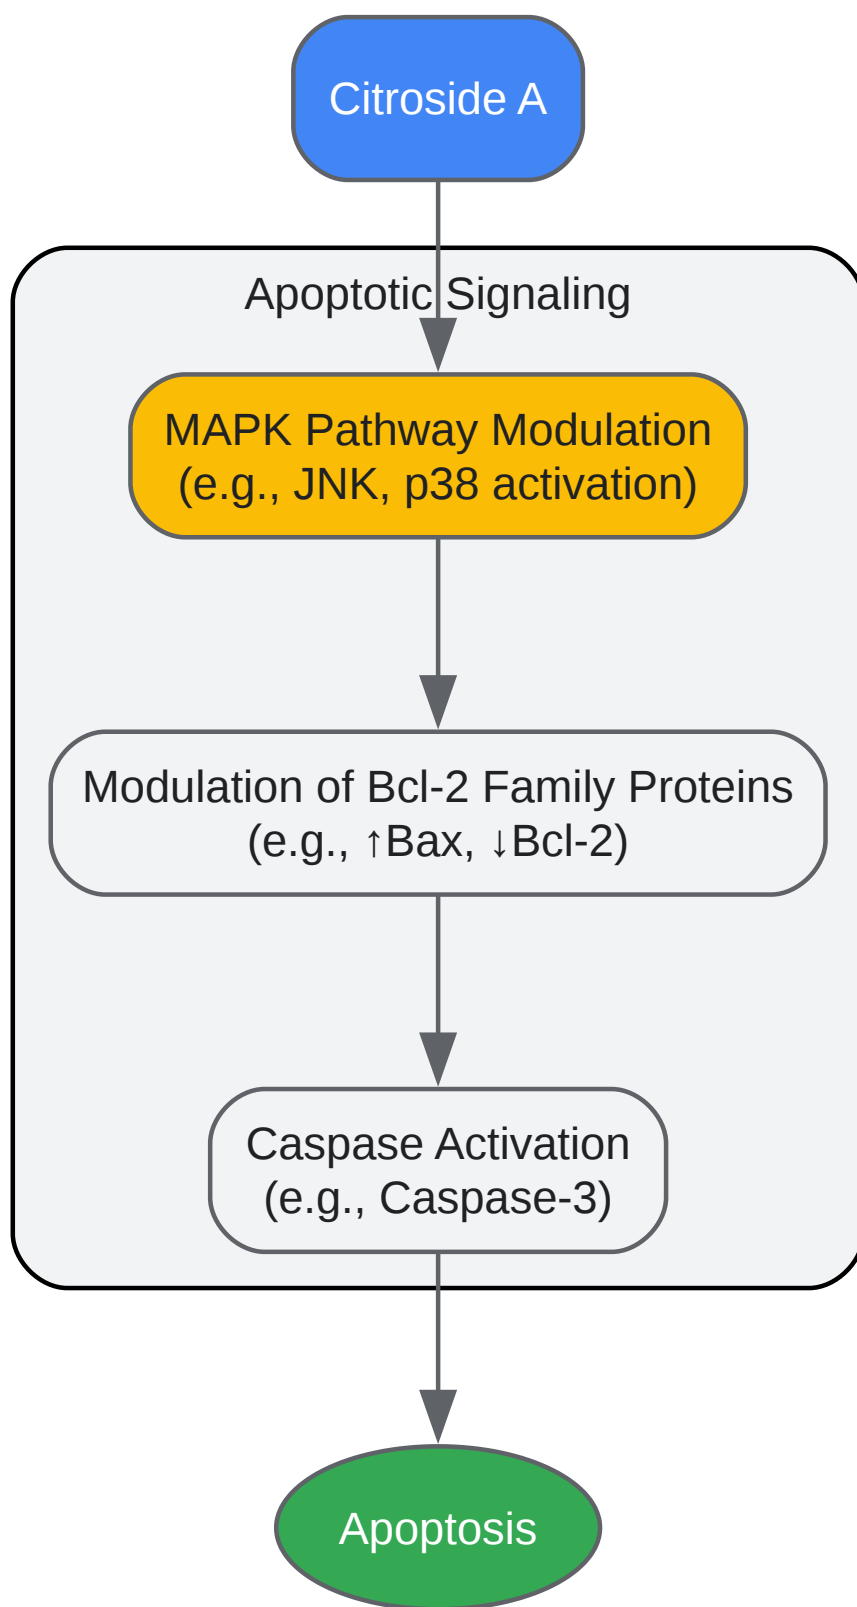 Citroside A
Apoptotic Signaling
MAPK Pathway Modulation
(e.g., JNK, p38 activation)
Modulation of Bcl-2 Family Proteins
(e.g., ↑Bax, ↓Bcl-2)
Caspase Activation
(e.g., Caspase-3)
Apoptosis